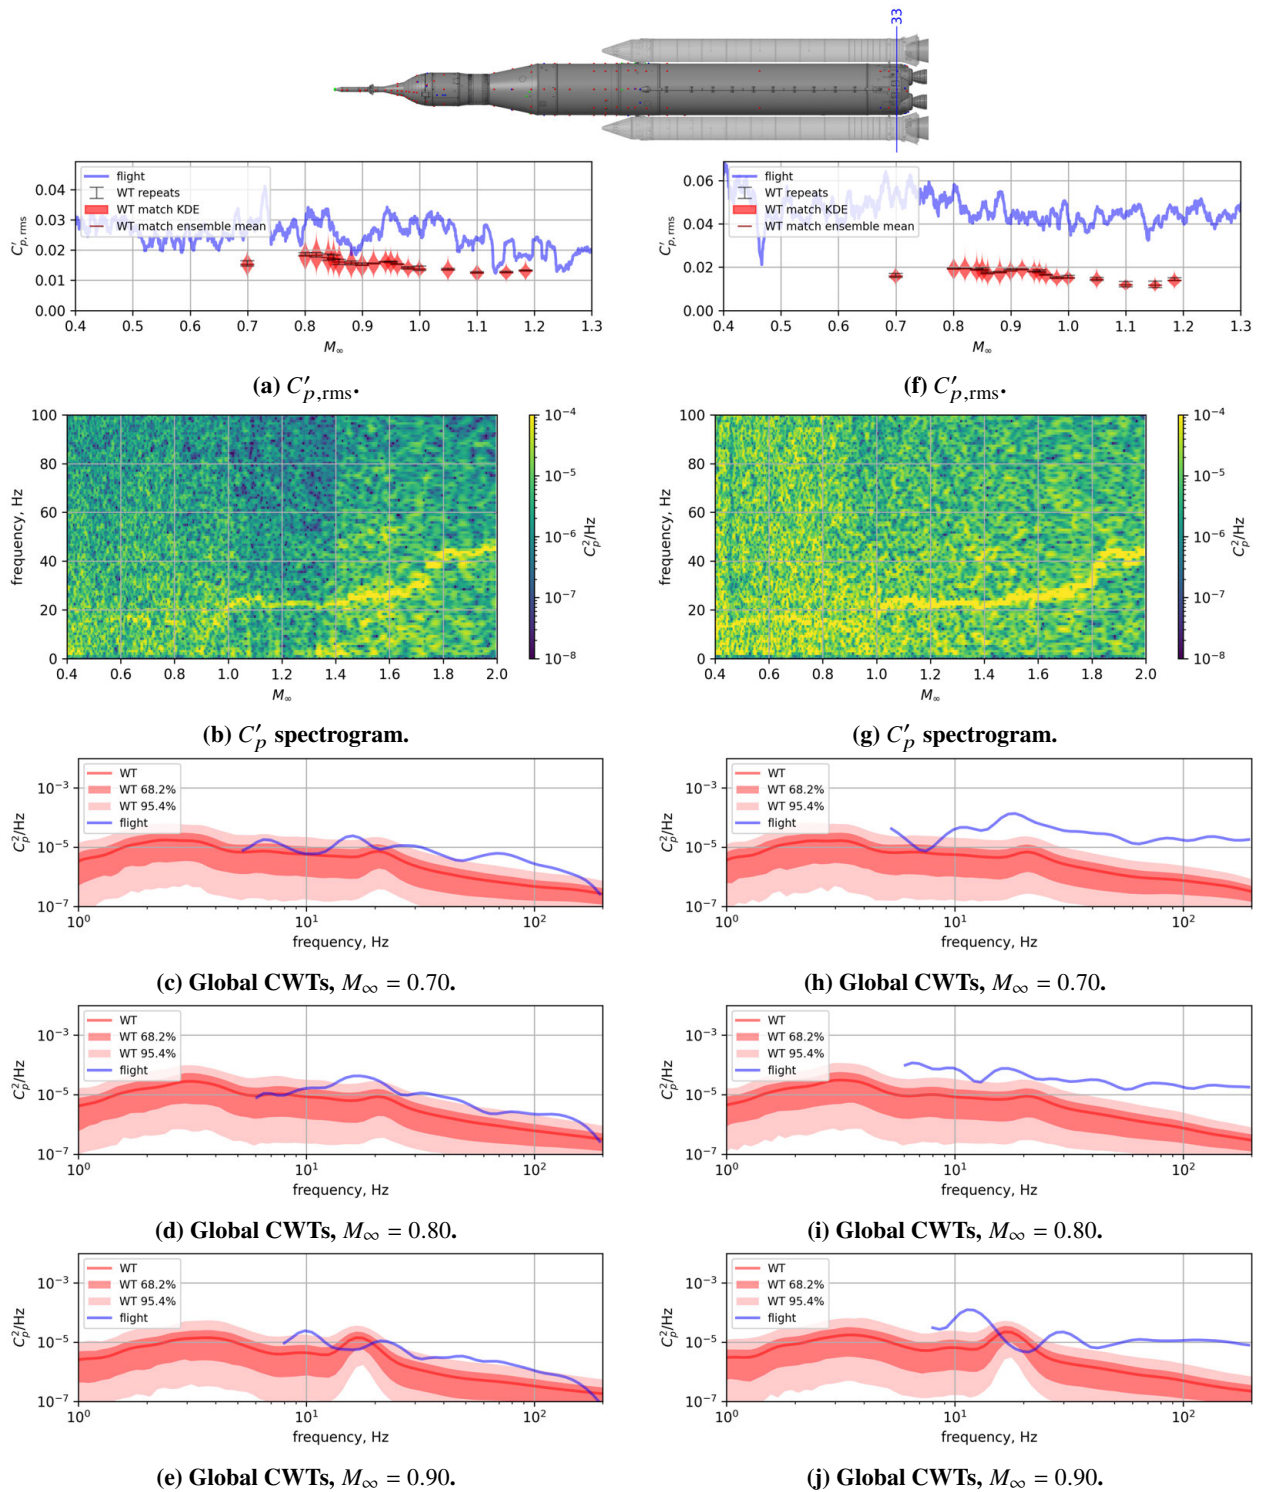 33
flight
WT repeats
WT match KDE
WT match ensemble mean
C′p, rms
0.04
0.03
0.02
0.01
0.00
0.4 0.5 0.6 0.7 0.8 0.9 1.0 1.1 1.2 1.3
M∞
(a) C′p,rms.
flight
WT repeats
WT match KDE
WT match ensemble mean
C′p, rms
0.06
0.04
0.02
0.00
0.4 0.5 0.6 0.7 0.8 0.9 1.0 1.1 1.2 1.3
M∞
(f) C′p,rms.
frequency, Hz
100
80
60
40
20
0
0.4 0.6 0.8 1.0 1.2 1.4 1.6 1.8 2.0
M∞
10⁻⁴
10⁻⁵
10⁻⁶
10⁻⁷
10⁻⁸
C²p/Hz
(b) C′p spectrogram.
frequency, Hz
100
80
60
40
20
0
0.4 0.6 0.8 1.0 1.2 1.4 1.6 1.8 2.0
M∞
10⁻⁴
10⁻⁵
10⁻⁶
10⁻⁷
10⁻⁸
C²p/Hz
(g) C′p spectrogram.
WT
WT 68.2%
WT 95.4%
flight
C²p/Hz
10⁻³
10⁻⁵
10⁻⁷
10⁰ 10¹ 10²
frequency, Hz
(c) Global CWTs, M∞ = 0.70.
WT
WT 68.2%
WT 95.4%
flight
C²p/Hz
10⁻³
10⁻⁵
10⁻⁷
10⁰ 10¹ 10²
frequency, Hz
(h) Global CWTs, M∞ = 0.70.
WT
WT 68.2%
WT 95.4%
flight
C²p/Hz
10⁻³
10⁻⁵
10⁻⁷
10⁰ 10¹ 10²
frequency, Hz
(d) Global CWTs, M∞ = 0.80.
WT
WT 68.2%
WT 95.4%
flight
C²p/Hz
10⁻³
10⁻⁵
10⁻⁷
10⁰ 10¹ 10²
frequency, Hz
(i) Global CWTs, M∞ = 0.80.
WT
WT 68.2%
WT 95.4%
flight
C²p/Hz
10⁻³
10⁻⁵
10⁻⁷
10⁰ 10¹ 10²
frequency, Hz
(e) Global CWTs, M∞ = 0.90.
WT
WT 68.2%
WT 95.4%
flight
C²p/Hz
10⁻³
10⁻⁵
10⁻⁷
10⁰ 10¹ 10²
frequency, Hz
(j) Global CWTs, M∞ = 0.90.